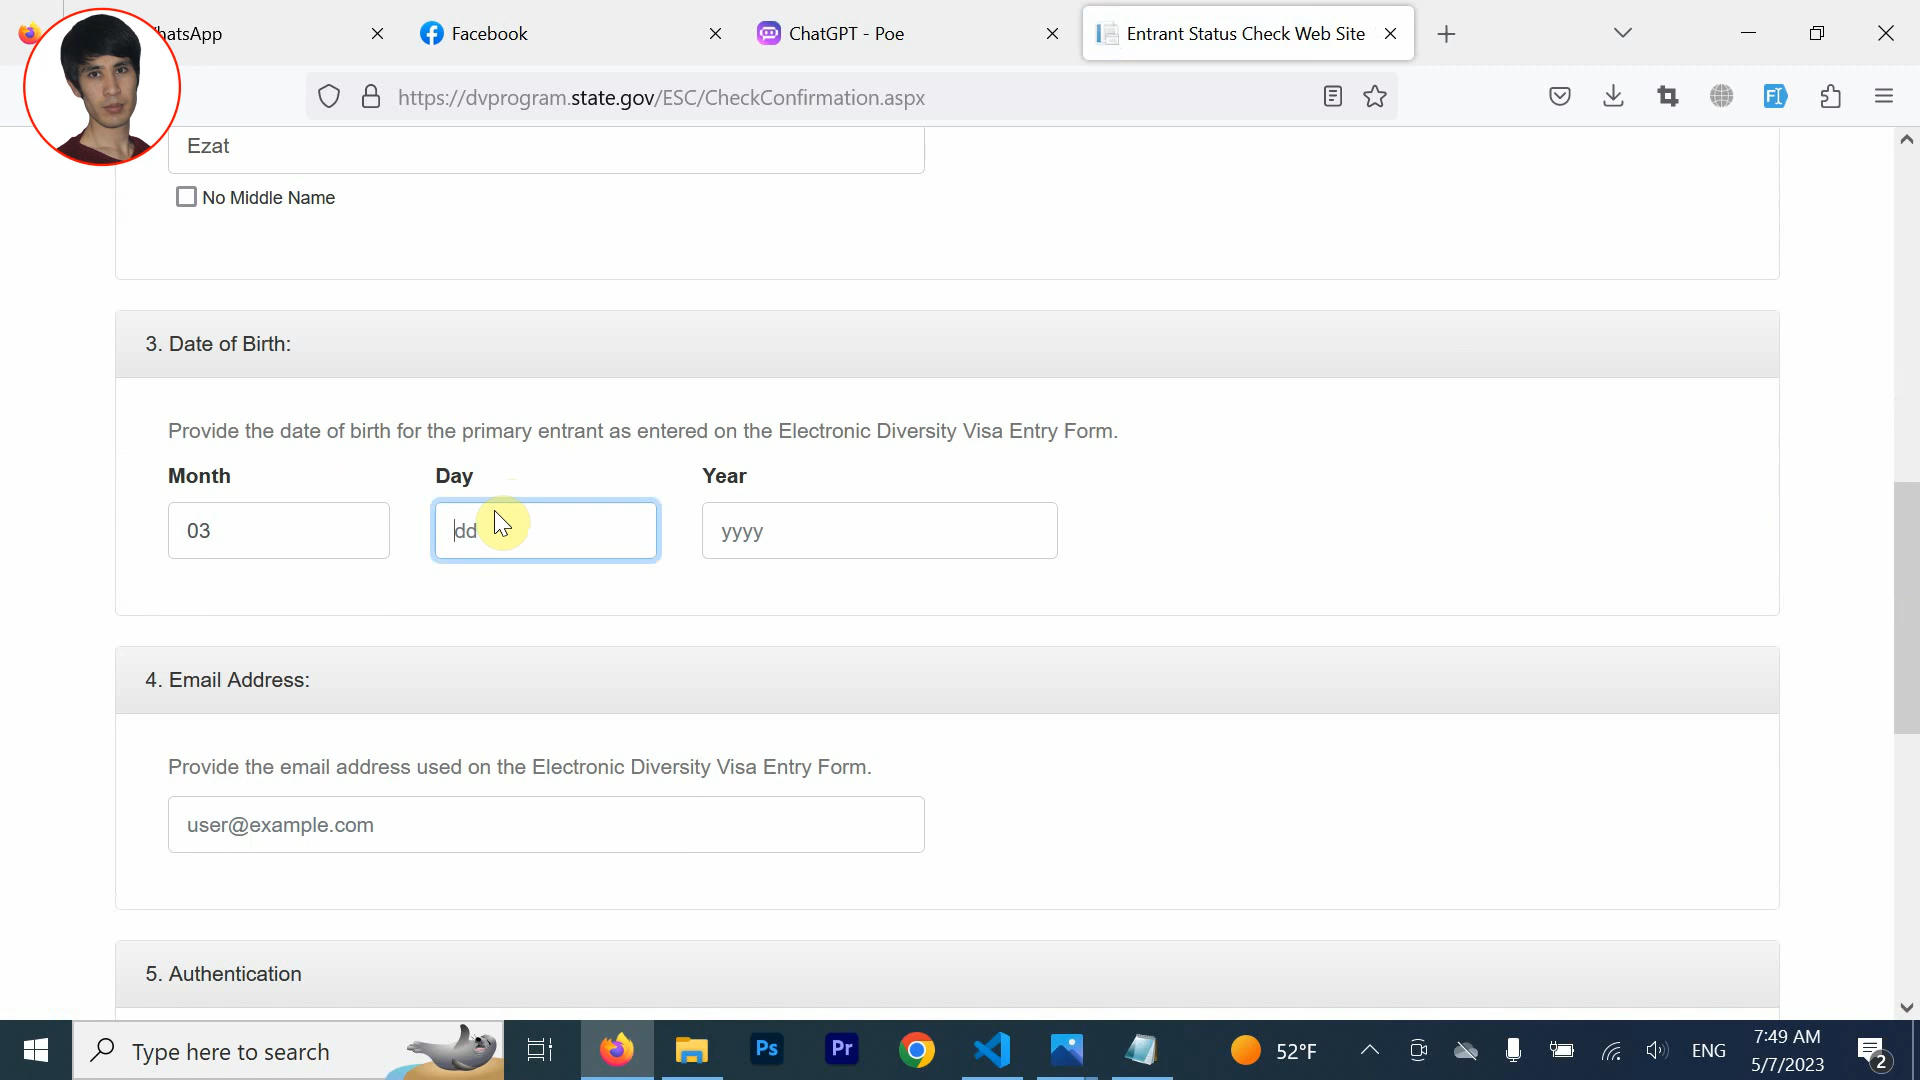 hatsApp
Facebook
ChatGPT - Poe
Entrant Status Check Web Site
https://dvprogram.state.gov/ESC/CheckConfirmation.aspx
FI
Ezat
No Middle Name
3. Date of Birth:
Provide the date of birth for the primary entrant as entered on the Electronic Diversity Visa Entry Form.
Month
Day
Year
03
dd
yyyy
4. Email Address:
Provide the email address used on the Electronic Diversity Visa Entry Form.
user@example.com
5. Authentication
Type here to search
Ps
Pr
52°F
ENG
7:49 AM
5/7/2023
2